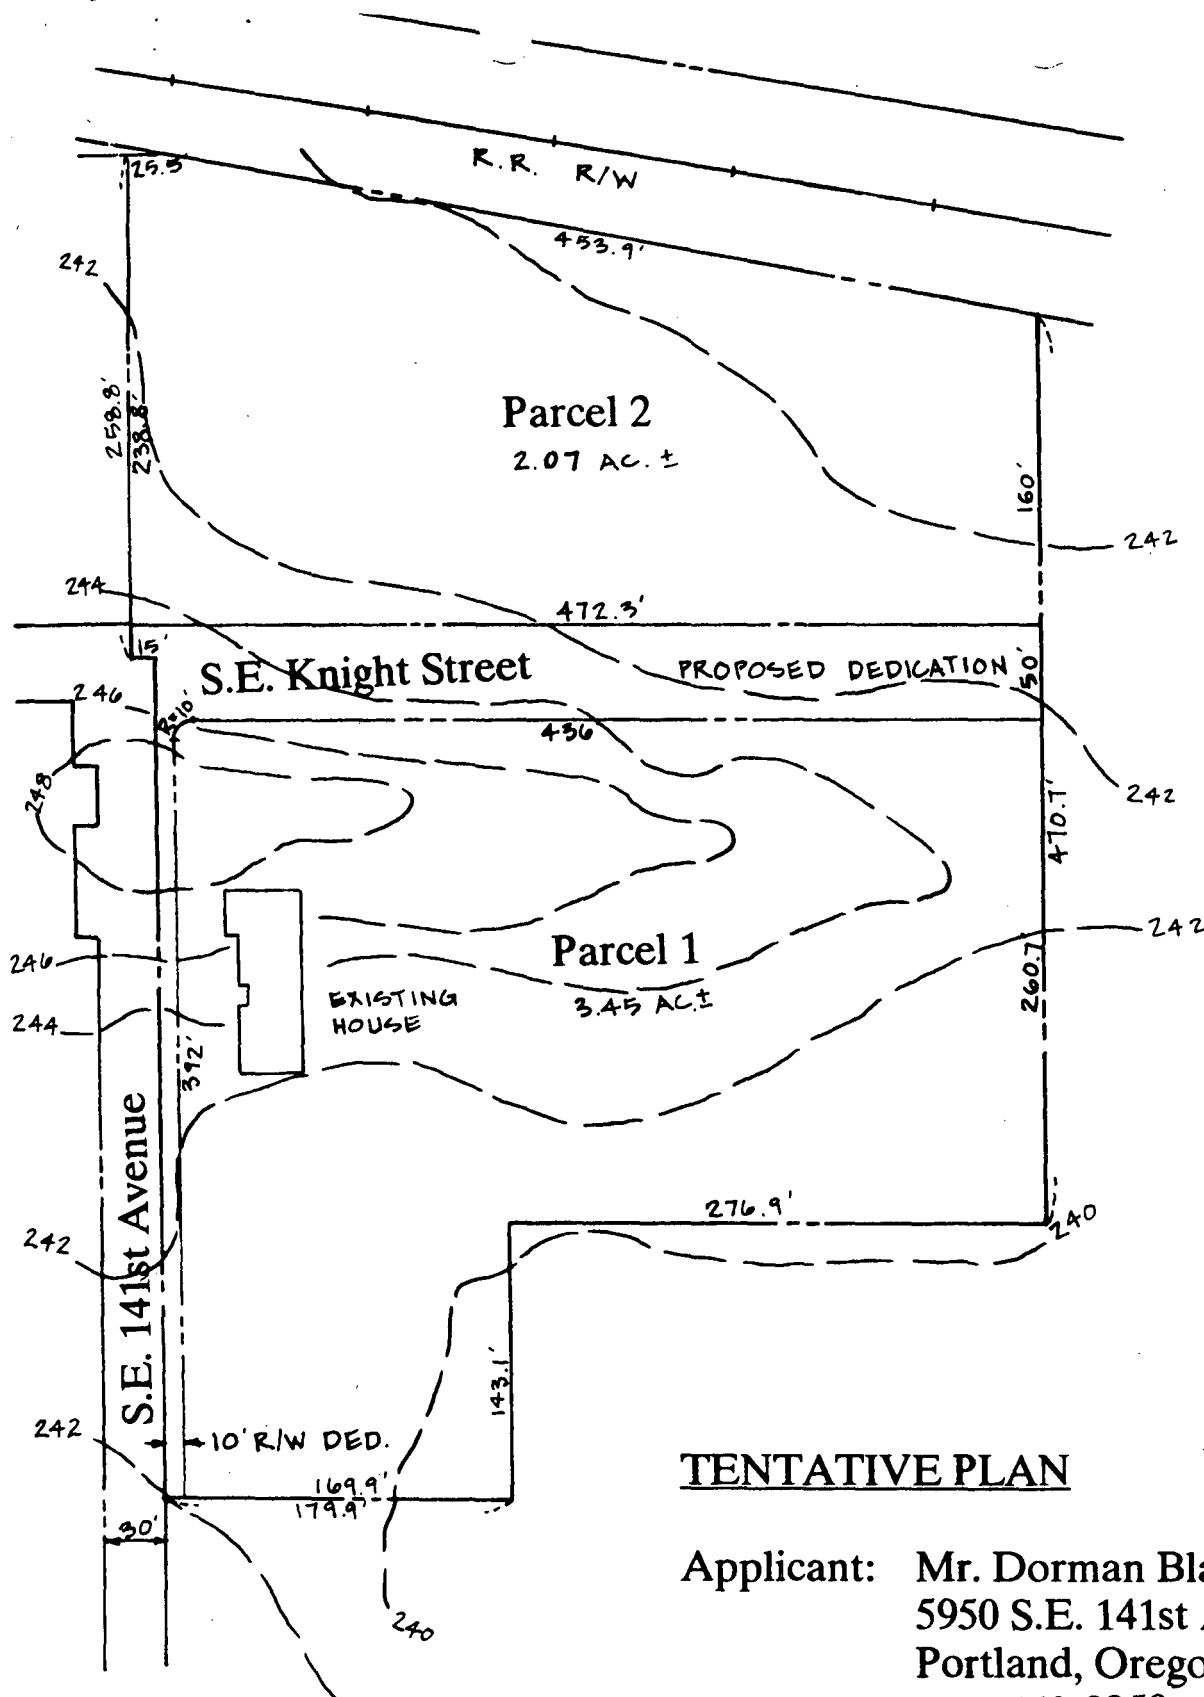 R.R. R/W
25.5'
453.9'
242
258.8'
238.8'
Parcel 2
2.07 AC. ±
160'
242
244
472.3'
15'
S.E. Knight Street
PROPOSED DEDICATION
50'
246
R=10'
436
248
242
470.7'
Parcel 1
3.45 AC.±
242
260.7'
246
244
EXISTING
HOUSE
392'
S.E. 141st Avenue
276.9'
240
242
143.1'
242
10' R/W DED.
169.9'
179.9'
30'
240
TENTATIVE PLAN
Applicant: Mr. Dorman
5950 S.E. 141st
Portland,